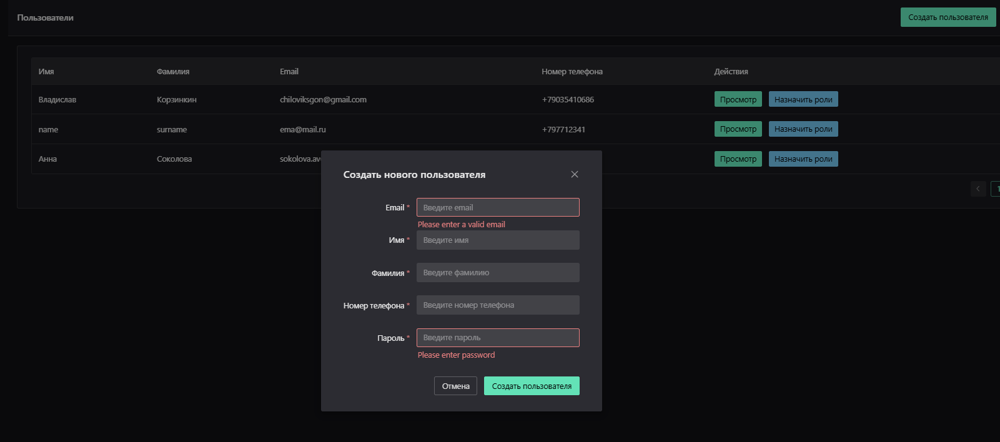 Пользователи
Создать пользователя
Имя Фамилия Email Номер телефона Действия
Владислав Корзинкин chiloviksgon@gmail.com +79035410686 Просмотр Назначить роли
name surname ema@mail.ru +797712341 Просмотр Назначить роли
Анна Соколова sokolova.av Просмотр Назначить роли
1
Создать нового пользователя
Email * Введите email
Please enter a valid email
Имя * Введите имя
Фамилия * Введите фамилию
Номер телефона * Введите номер телефона
Пароль * Введите пароль
Please enter password
Отмена Создать пользователя